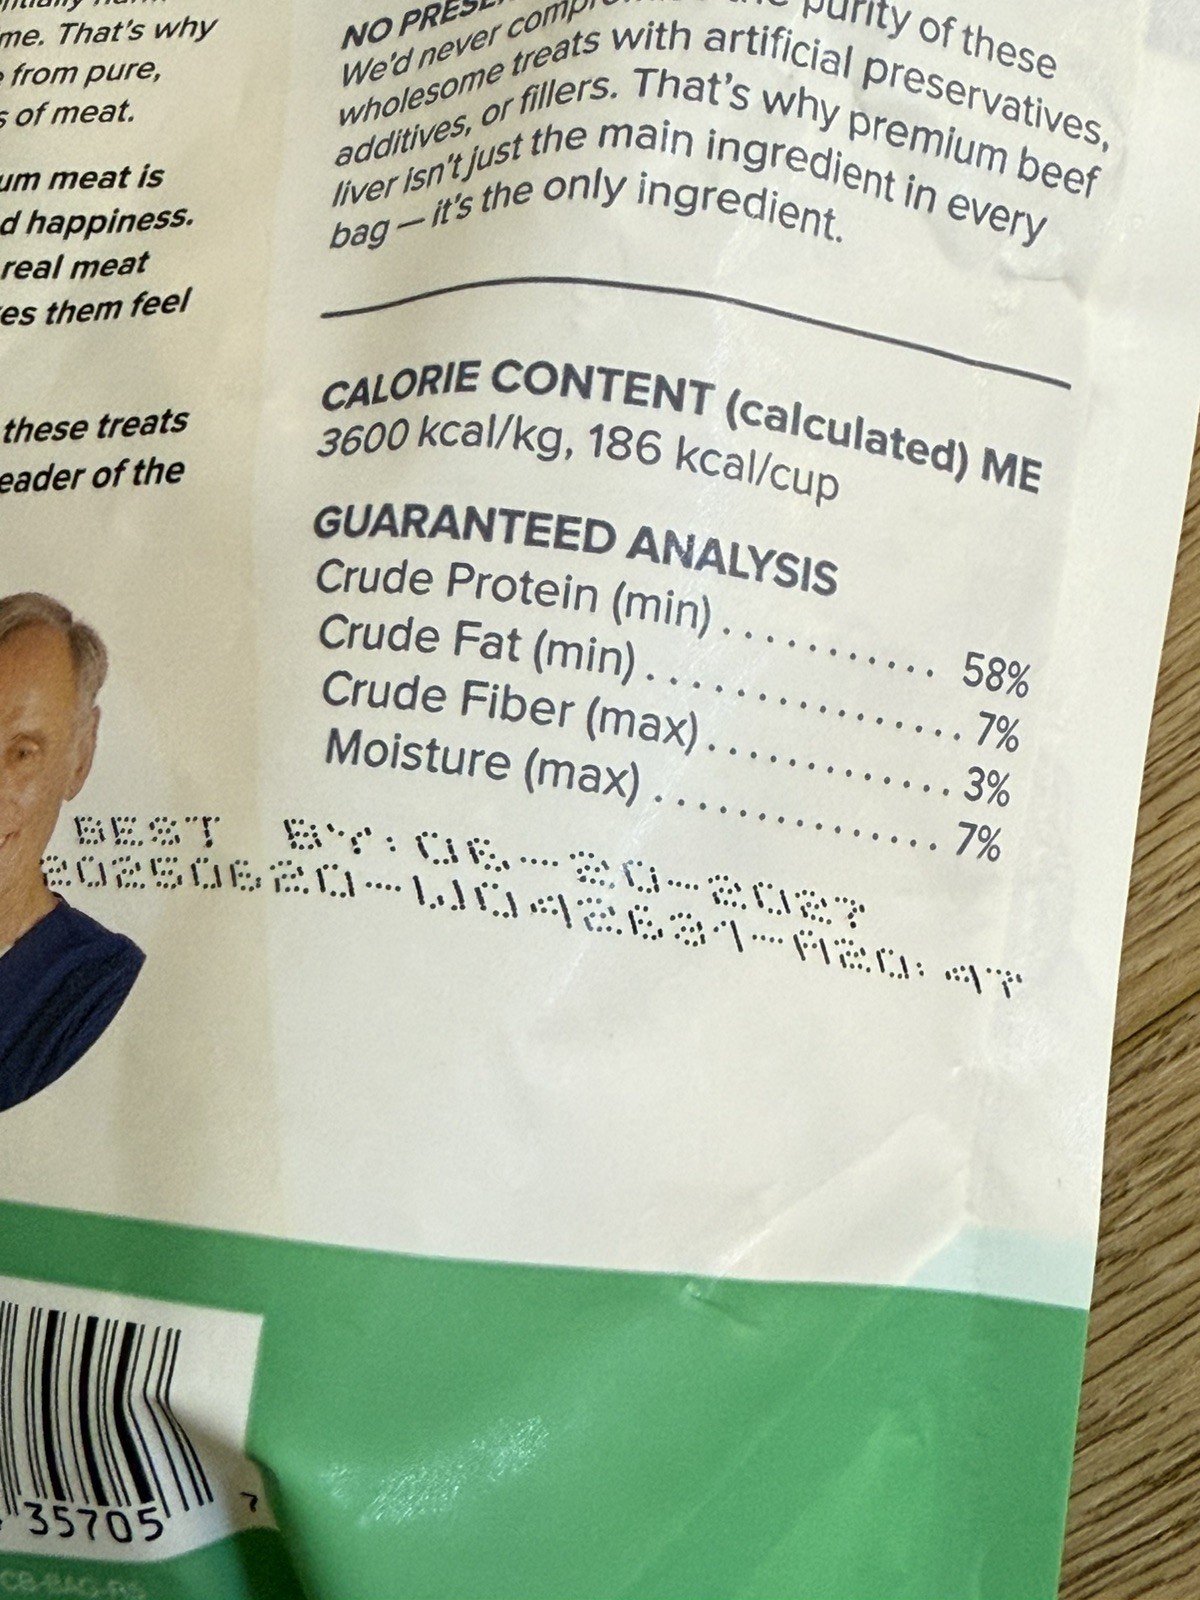 me. That's why
from pure,
of meat.
um meat is
d happiness.
real meat
es them feel
these treats
eader of the
We'd never the purity of these
wholesome treats with artificial preservatives,
additives, or fillers. That's why premium beef
liver isn't just the main ingredient in every
bag — it's the only ingredient.
CALORIE CONTENT (calculated) ME
3600 kcal/kg, 186 kcal/cup
GUARANTEED ANALYSIS
Crude Protein (min) ........... 58%
Crude Fat (min) ................ 7%
Crude Fiber (max) ............. 3%
Moisture (max) ................ 7%
BEST BY: 06-20-2027
35705 7